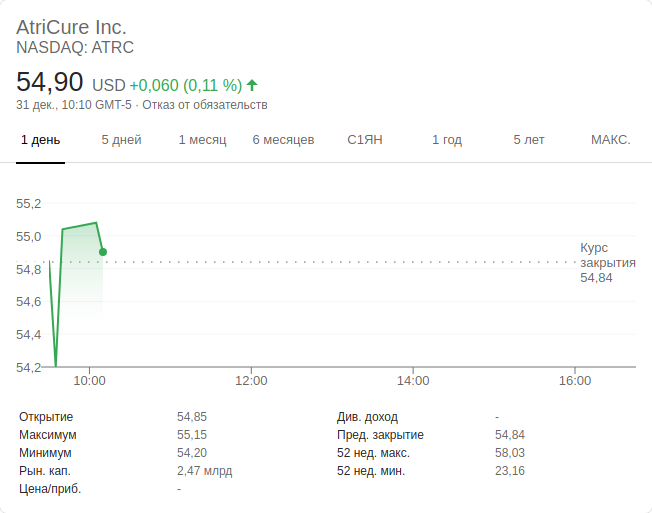 AtriCure Inc.
NASDAQ: ATRC
54,90 USD +0,060 (0,11 %)
31 дек., 10:10 GMT-5 · Отказ от обязательств
1 день 5 дней 1 месяц 6 месяцев С1ЯН 1 год 5 лет МАКС.
55,2
55,0
54,8
54,6
54,4
54,2
Курс
закрытия
54,84
10:00 12:00 14:00 16:00
Открытие 54,85 Див. доход -
Максимум 55,15 Пред. закрытие 54,84
Минимум 54,20 52 нед. макс. 58,03
Рын. кап. 2,47 млрд 52 нед. мин. 23,16
Цена/приб. -